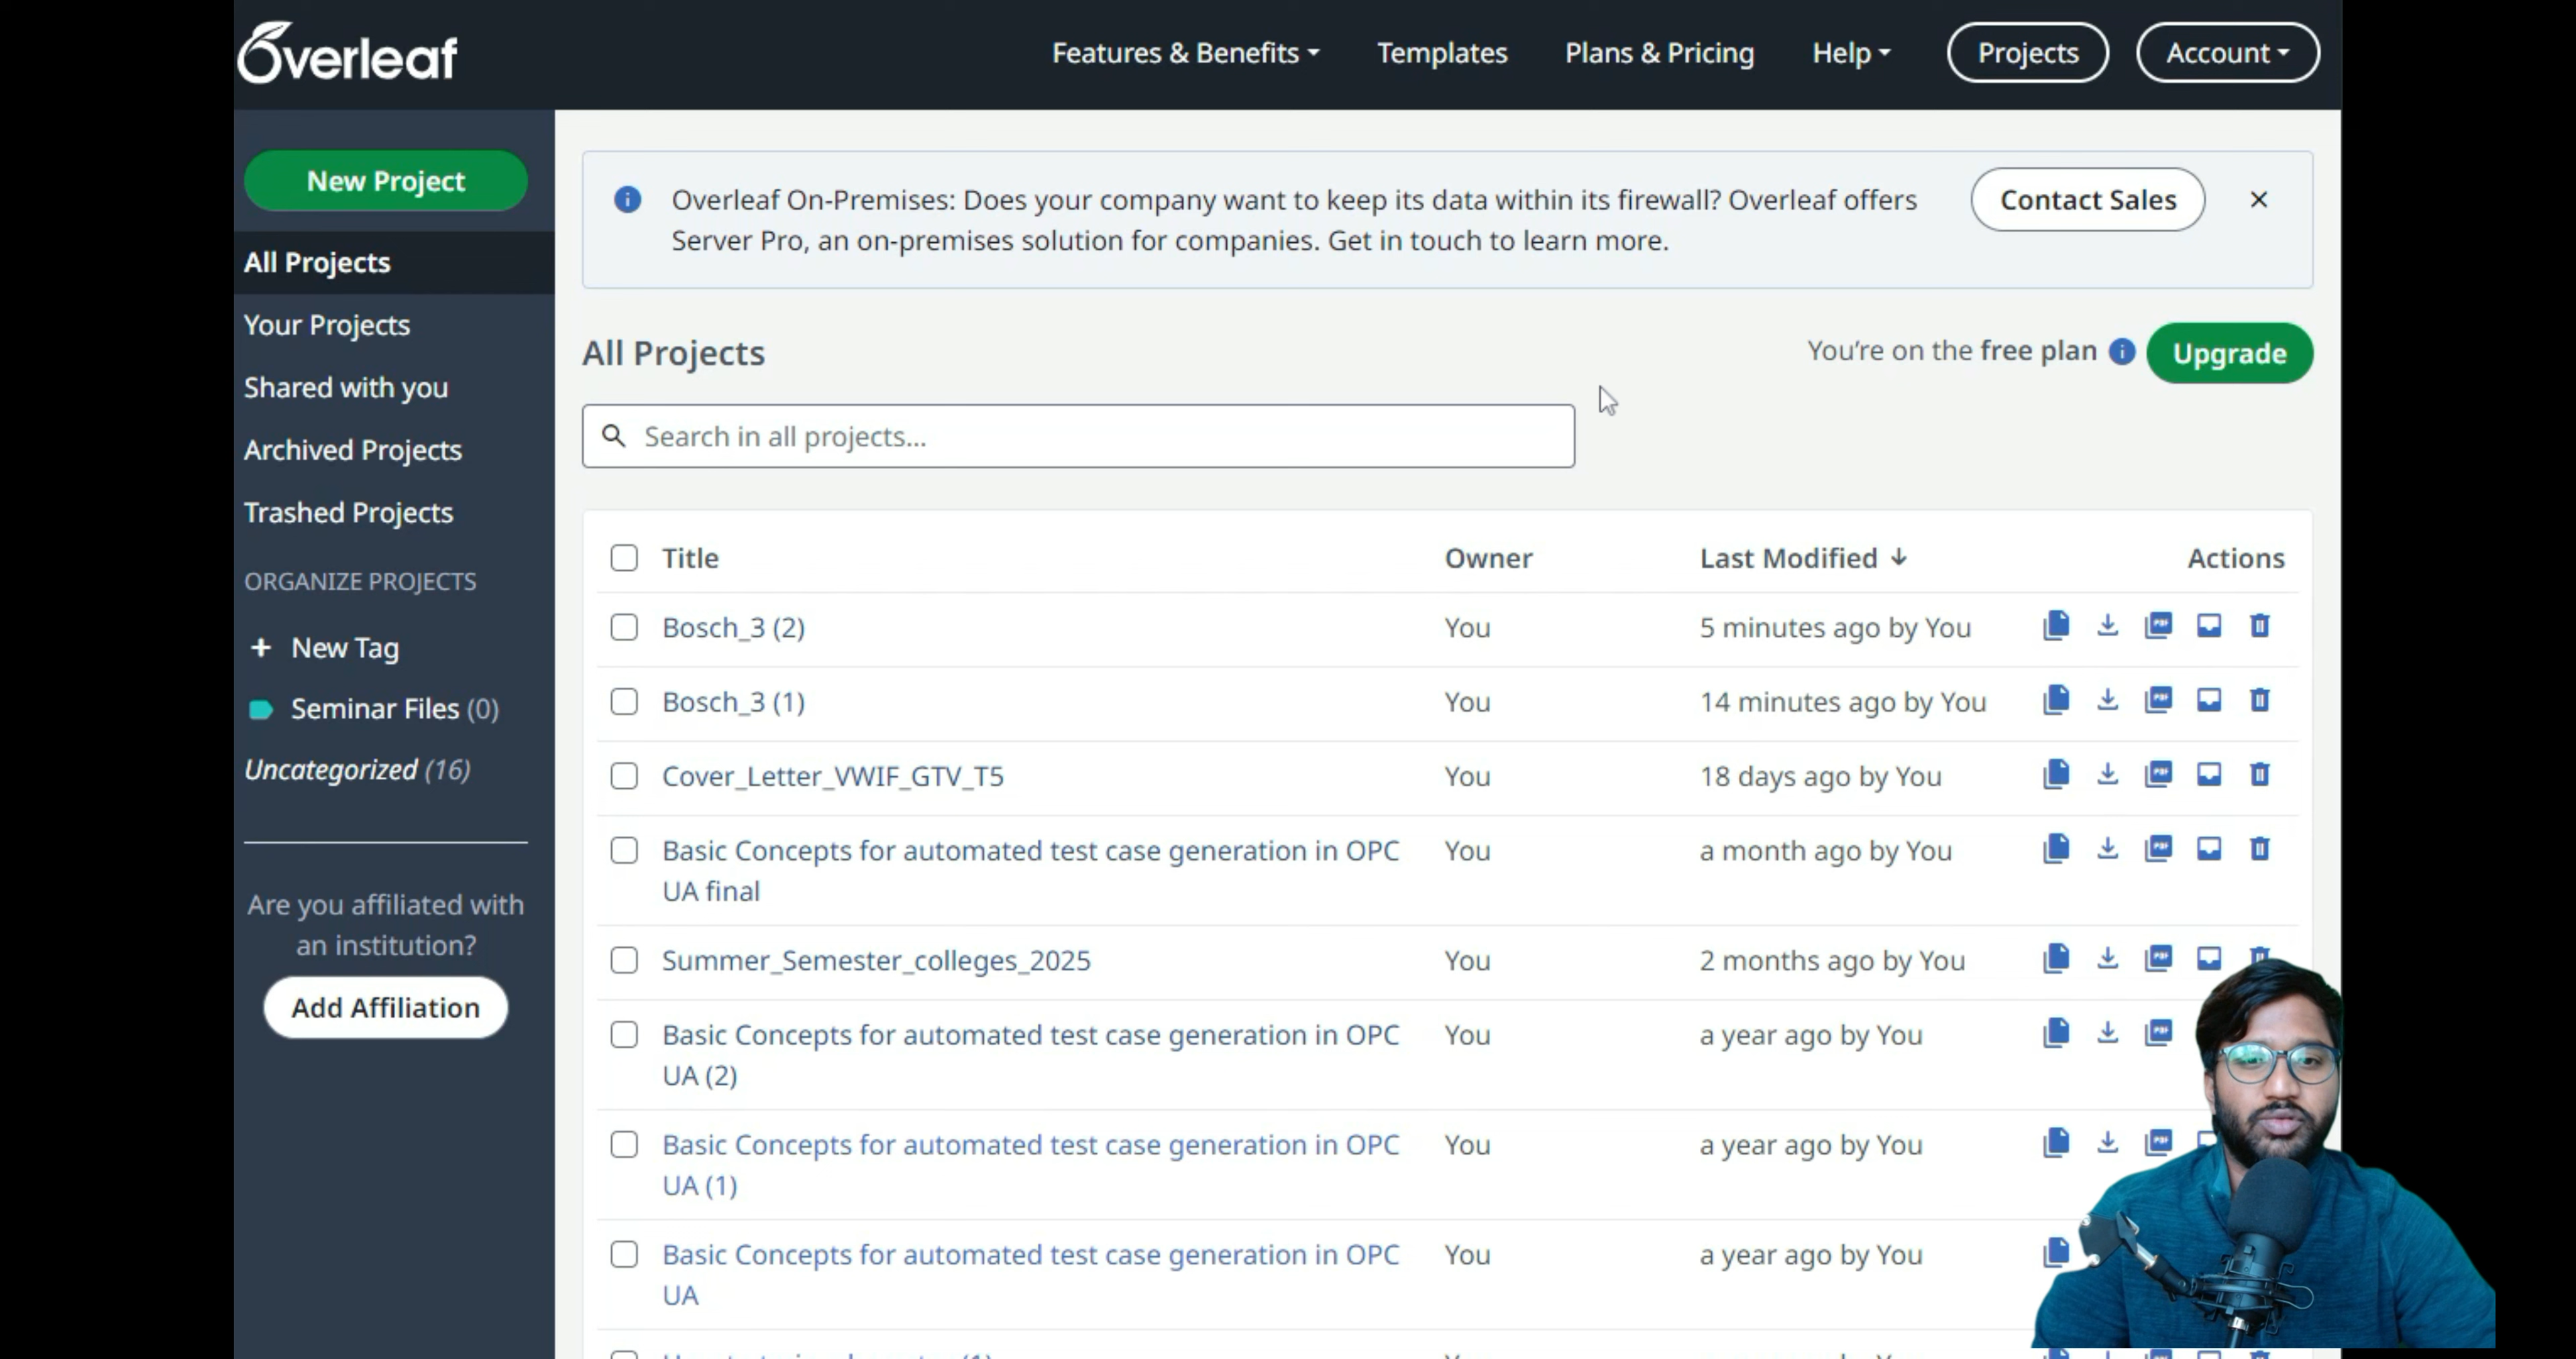 Overleaf
Features & Benefits
Templates
Plans & Pricing
Help
Projects
Account
New Project
All Projects
Your Projects
Shared with you
Archived Projects
Trashed Projects
ORGANIZE PROJECTS
+ New Tag
Seminar Files (0)
Uncategorized (16)
Are you affiliated with
an institution?
Add Affiliation
Overleaf On-Premises: Does your company want to keep its data within its firewall? Overleaf offers
Server Pro, an on-premises solution for companies. Get in touch to learn more.
Contact Sales
All Projects
You're on the free plan
Upgrade
Search in all projects...
Title Owner Last Modified Actions
Bosch_3 (2) You 5 minutes ago by You
Bosch_3 (1) You 14 minutes ago by You
Cover_Letter_VWIF_GTV_T5 You 18 days ago by You
Basic Concepts for automated test case generation in OPC You a month ago by You
UA final
Summer_Semester_colleges_2025 You 2 months ago by You
Basic Concepts for automated test case generation in OPC You a year ago by You
UA (2)
Basic Concepts for automated test case generation in OPC You a year ago by You
UA (1)
Basic Concepts for automated test case generation in OPC You a year ago by You
UA